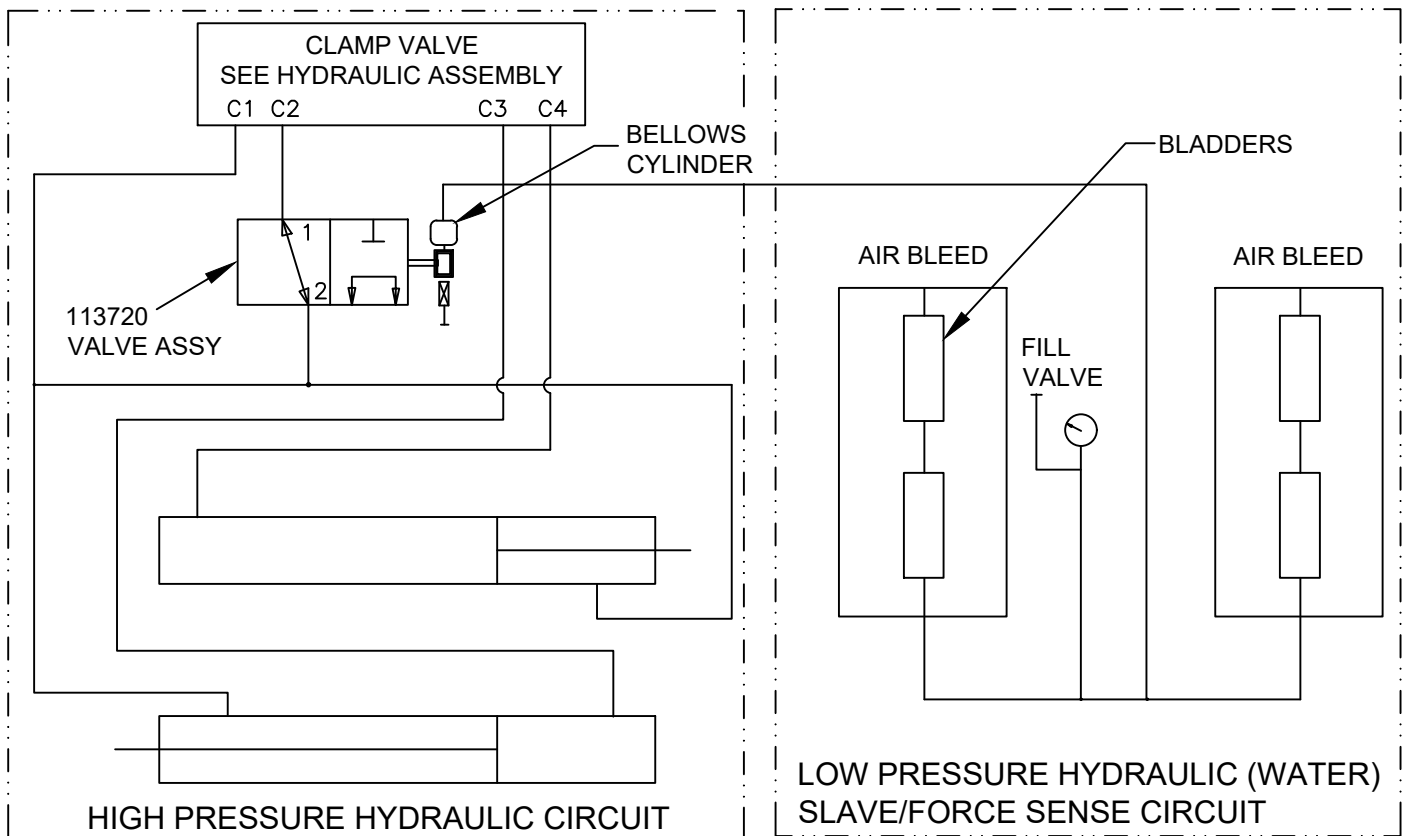 CLAMP VALVE
SEE HYDRAULIC ASSEMBLY
C1 C2 C3 C4
BELLOWS
CYLINDER
1
2
113720
VALVE ASSY
HIGH PRESSURE HYDRAULIC CIRCUIT
BLADDERS
AIR BLEED
AIR BLEED
FILL
VALVE
LOW PRESSURE HYDRAULIC (WATER)
SLAVE/FORCE SENSE CIRCUIT